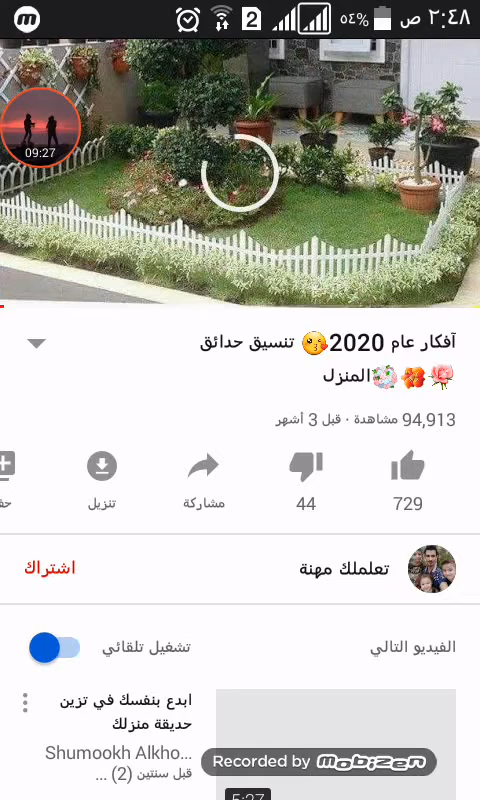 ٢:٤٨ ص
٥٤%
2
09:27
آفكار عام 2020😘 تنسيق حدائق
المنزل💐🌺🌹
94,913 مشاهدة · قبل 3 أشهر
729
44
مشاركة
تنزيل
حف
تعلملك مهنة
اشتراك
الفيديو التالي
تشغيل تلقائي
ابدع بنفسك في تزين
حديقة منزلك
Shumookh Alkho...
قبل سنتين (2) ...
5:27
Recorded by Mobizen